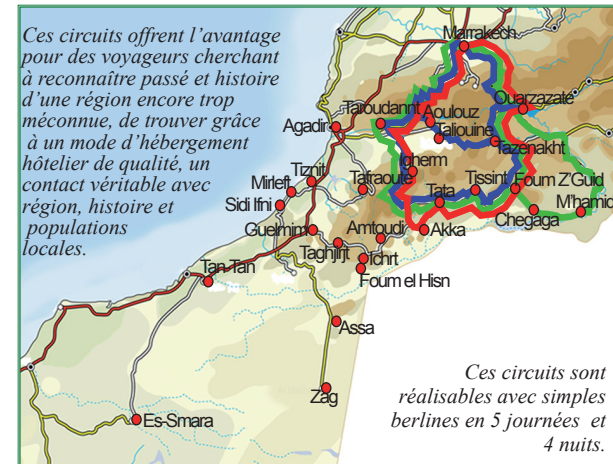 Ces circuits offrent l'avantage
pour des voyageurs cherchant
à reconnaître passé et histoire
d'une région encore trop
méconnue, de trouver grâce
à un mode d'hébergement
hôtelier de qualité, un
contact véritable avec
région, histoire et
populations
locales.
Marrakech
Ouarzazate
Taroudannt
Aoulouz
Agadir
Taliouine
Tazenakht
Igherm
Tiznit
Tafraoute
Tissint
Foum Z'Guid
Mirleft
Tata
M'hamid
Sidi Ifni
Chegaga
Guelmim
Amtoudi
Akka
Taghjirt
Ichrt
Tan-Tan
Foum el Hisn
Assa
Zag
Es-Smara
Ces circuits sont
réalisables avec simples
berlines en 5 journées et
4 nuits.